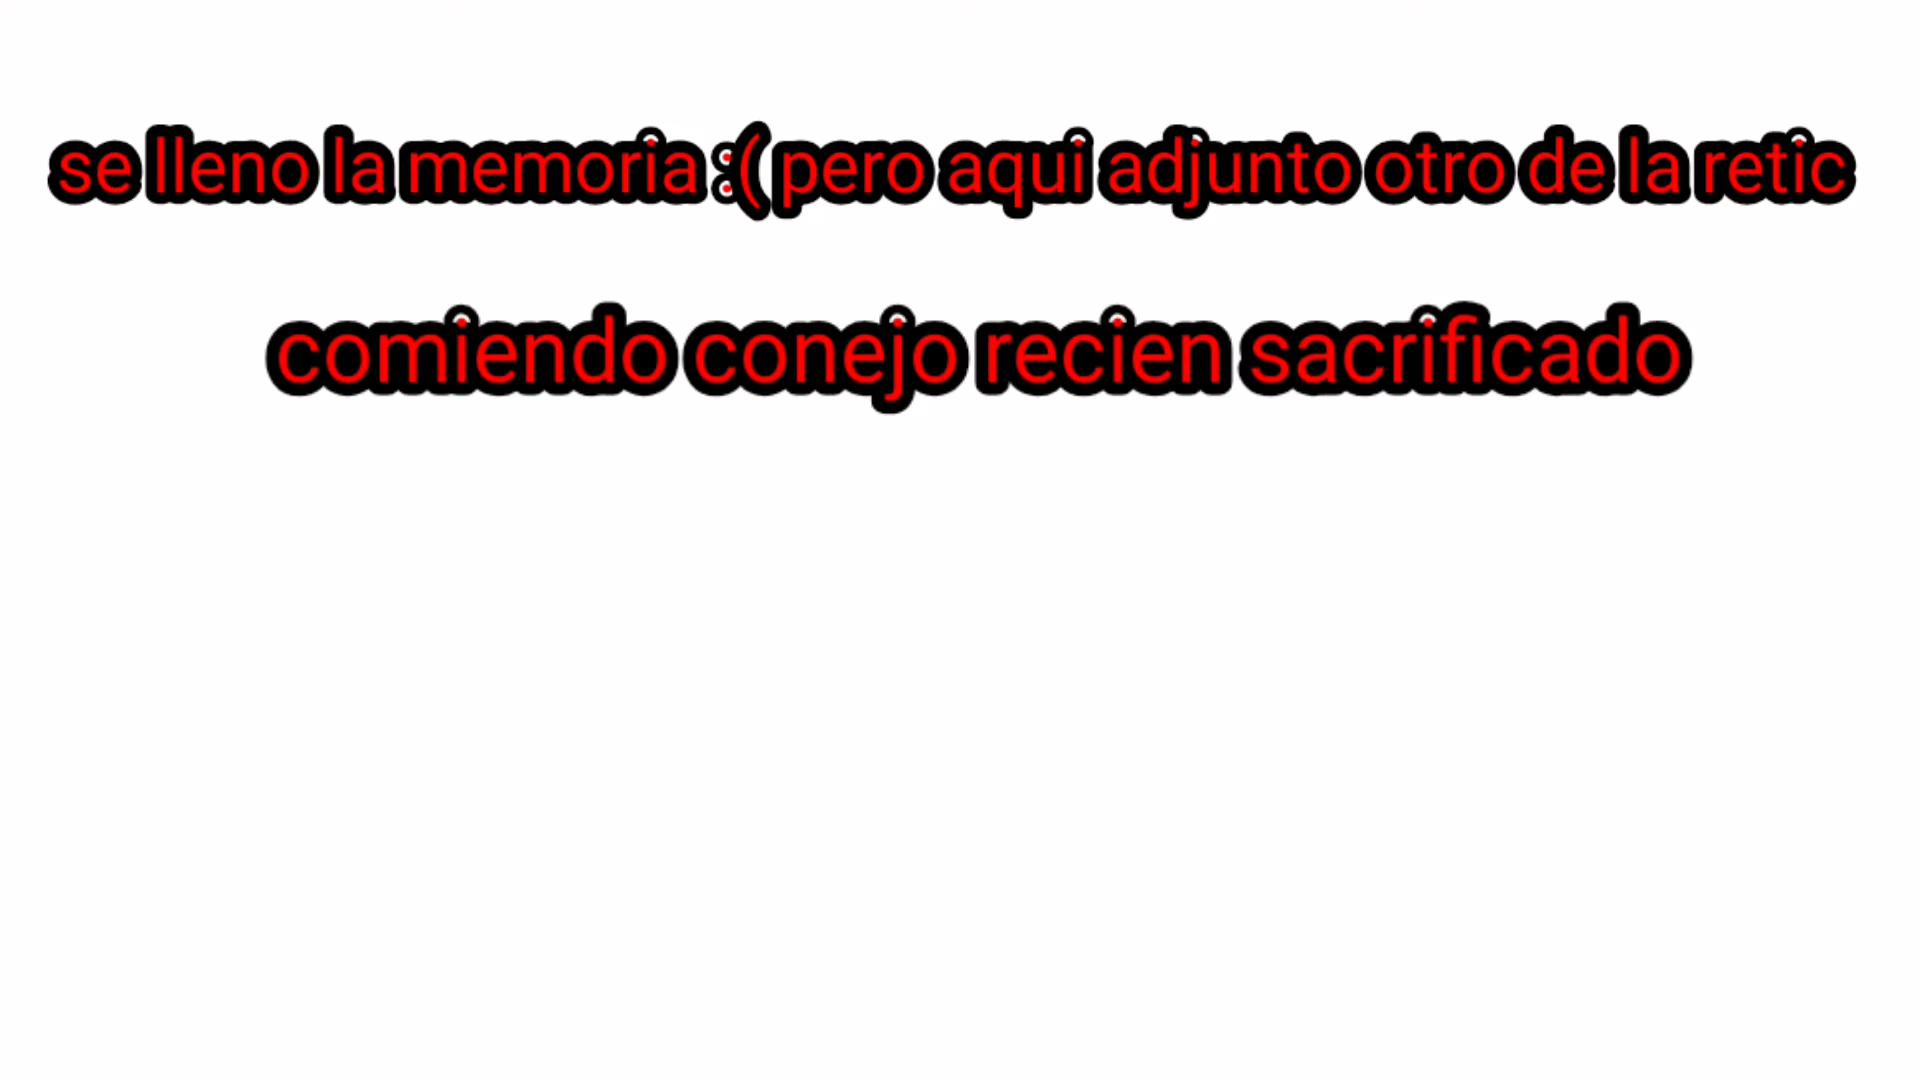 se lleno la memoria :( pero aqui adjunto otro de la retic
comiendo conejo recien sacrificado